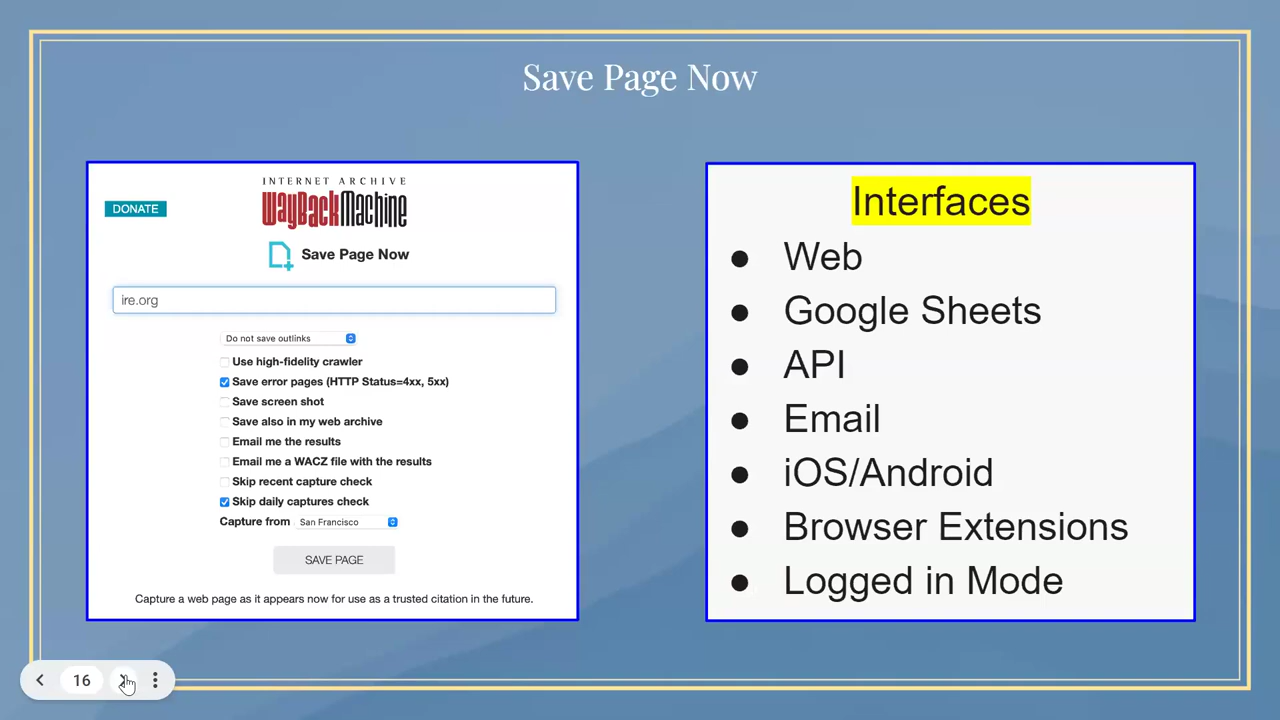 Save Page Now
INTERNET ARCHIVE
WayBackMachine
DONATE
Save Page Now
ire.org
Do not save outlinks
Use high-fidelity crawler
Save error pages (HTTP Status=4xx, 5xx)
Save screen shot
Save also in my web archive
Email me the results
Email me a WACZ file with the results
Skip recent capture check
Skip daily captures check
Capture from San Francisco
SAVE PAGE
Capture a web page as it appears now for use as a trusted citation in the future.
Interfaces
● Web
● Google Sheets
● API
● Email
● iOS/Android
● Browser Extensions
● Logged in Mode
16